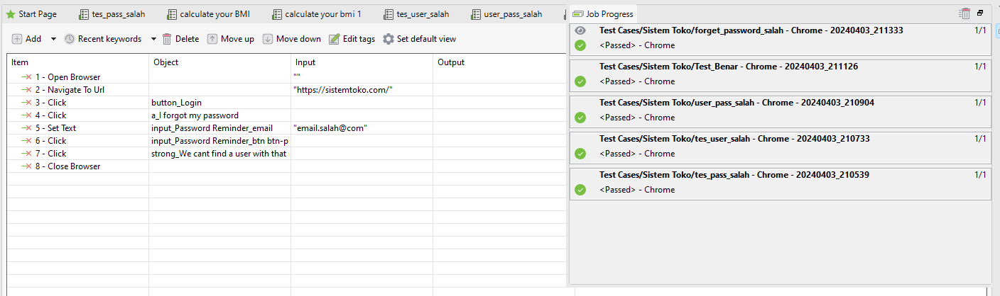 Start Page tes_pass_salah calculate your BMI calculate your bmi 1 tes_user_salah user_pass_salah
Add Recent keywords Delete Move up Move down Edit tags Set default view
Item Object Input Output
1 - Open Browser ""
2 - Navigate To Url "https://sistemtoko.com/"
3 - Click button_Login
4 - Click a_I forgot my password
5 - Set Text input_Password Reminder_email "email.salah@com"
6 - Click input_Password Reminder_btn btn-p
7 - Click strong_We cant find a user with that
8 - Close Browser
Job Progress
Test Cases/Sistem Toko/forget_password_salah - Chrome - 20240403_211333 1/1
<Passed> - Chrome
Test Cases/Sistem Toko/Test_Benar - Chrome - 20240403_211126 1/1
<Passed> - Chrome
Test Cases/Sistem Toko/user_pass_salah - Chrome - 20240403_210904 1/1
<Passed> - Chrome
Test Cases/Sistem Toko/tes_user_salah - Chrome - 20240403_210733 1/1
<Passed> - Chrome
Test Cases/Sistem Toko/tes_pass_salah - Chrome - 20240403_210539 1/1
<Passed> - Chrome